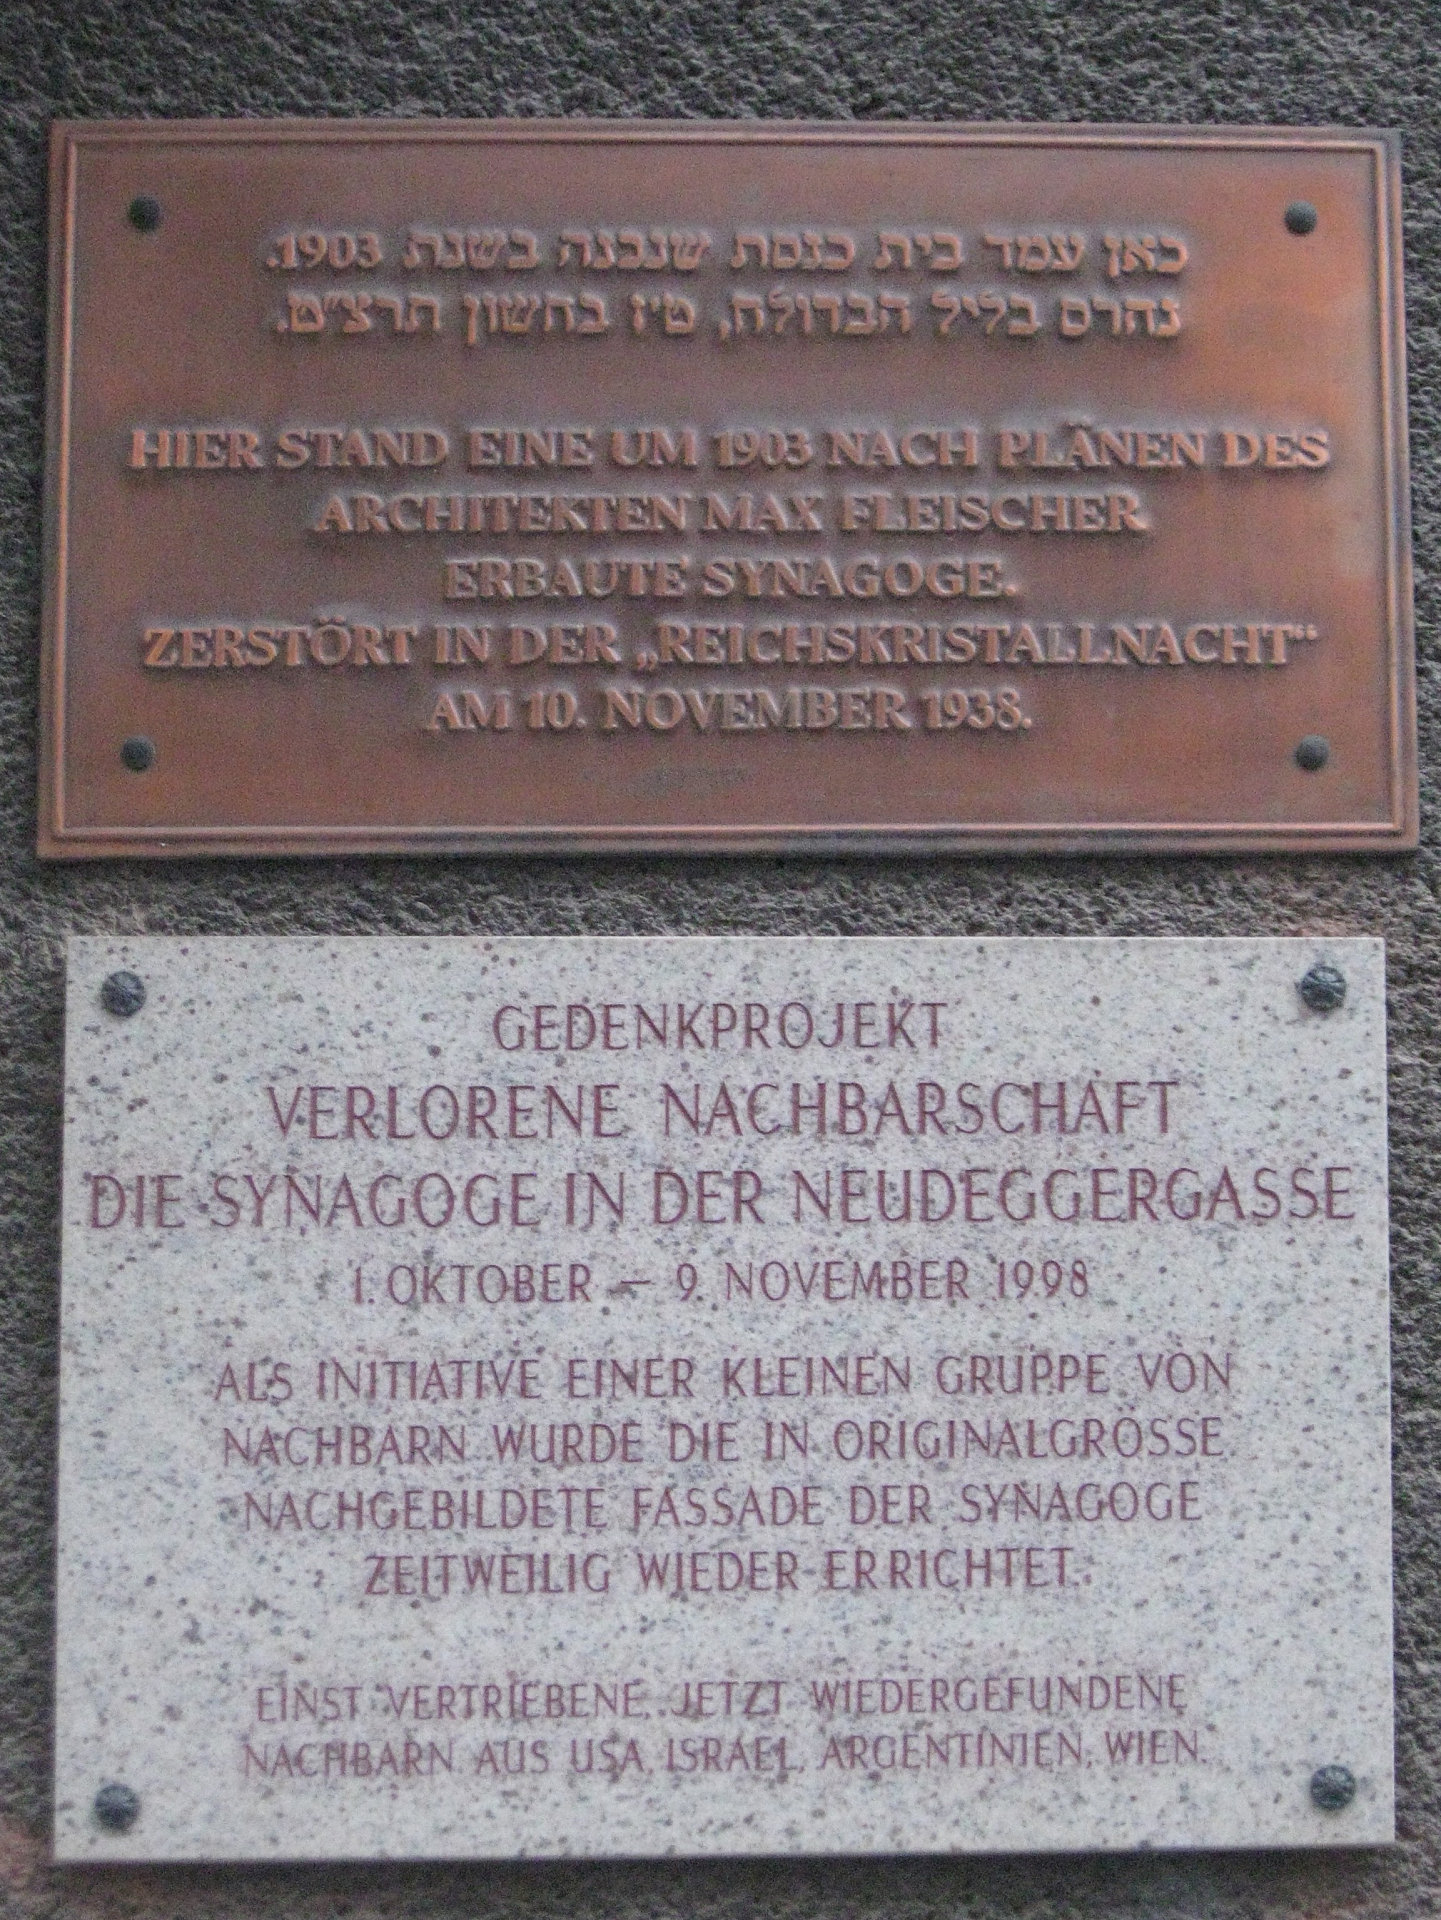 כאן עמד בית כנסת שנבנה בשנת 1903.
נהרס בליל הבדולח, ט״ז בחשון תרצ״ט.
HIER STAND EINE UM 1903 NACH PLÄNEN DES
ARCHITEKTEN MAX FLEISCHER
ERBAUTE SYNAGOGE.
ZERSTÖRT IN DER „REICHSKRISTALLNACHT“
AM 10. NOVEMBER 1938.
GEDENKPROJEKT
VERLORENE NACHBARSCHAFT
DIE SYNAGOGE IN DER NEUDEGGERGASSE
1. OKTOBER – 9. NOVEMBER 1998
ALS INITIATIVE EINER KLEINEN GRUPPE VON
NACHBARN WURDE DIE IN ORIGINALGRÖSSE
NACHGEBILDETE FASSADE DER SYNAGOGE
ZEITWEILIG WIEDER ERRICHTET.
EINST VERTRIEBENE, JETZT WIEDERGEFUNDENE
NACHBARN AUS USA, ISRAEL, ARGENTINIEN, WIEN.